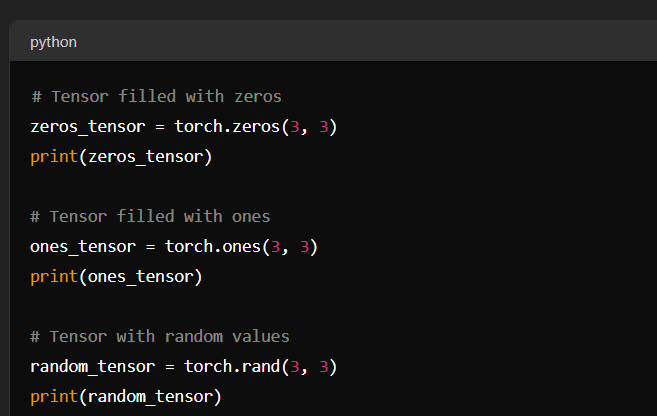 python
# Tensor filled with zeros
zeros_tensor = torch.zeros(3, 3)
print(zeros_tensor)
# Tensor filled with ones
ones_tensor = torch.ones(3, 3)
print(ones_tensor)
# Tensor with random values
random_tensor = torch.rand(3, 3)
print(random_tensor)